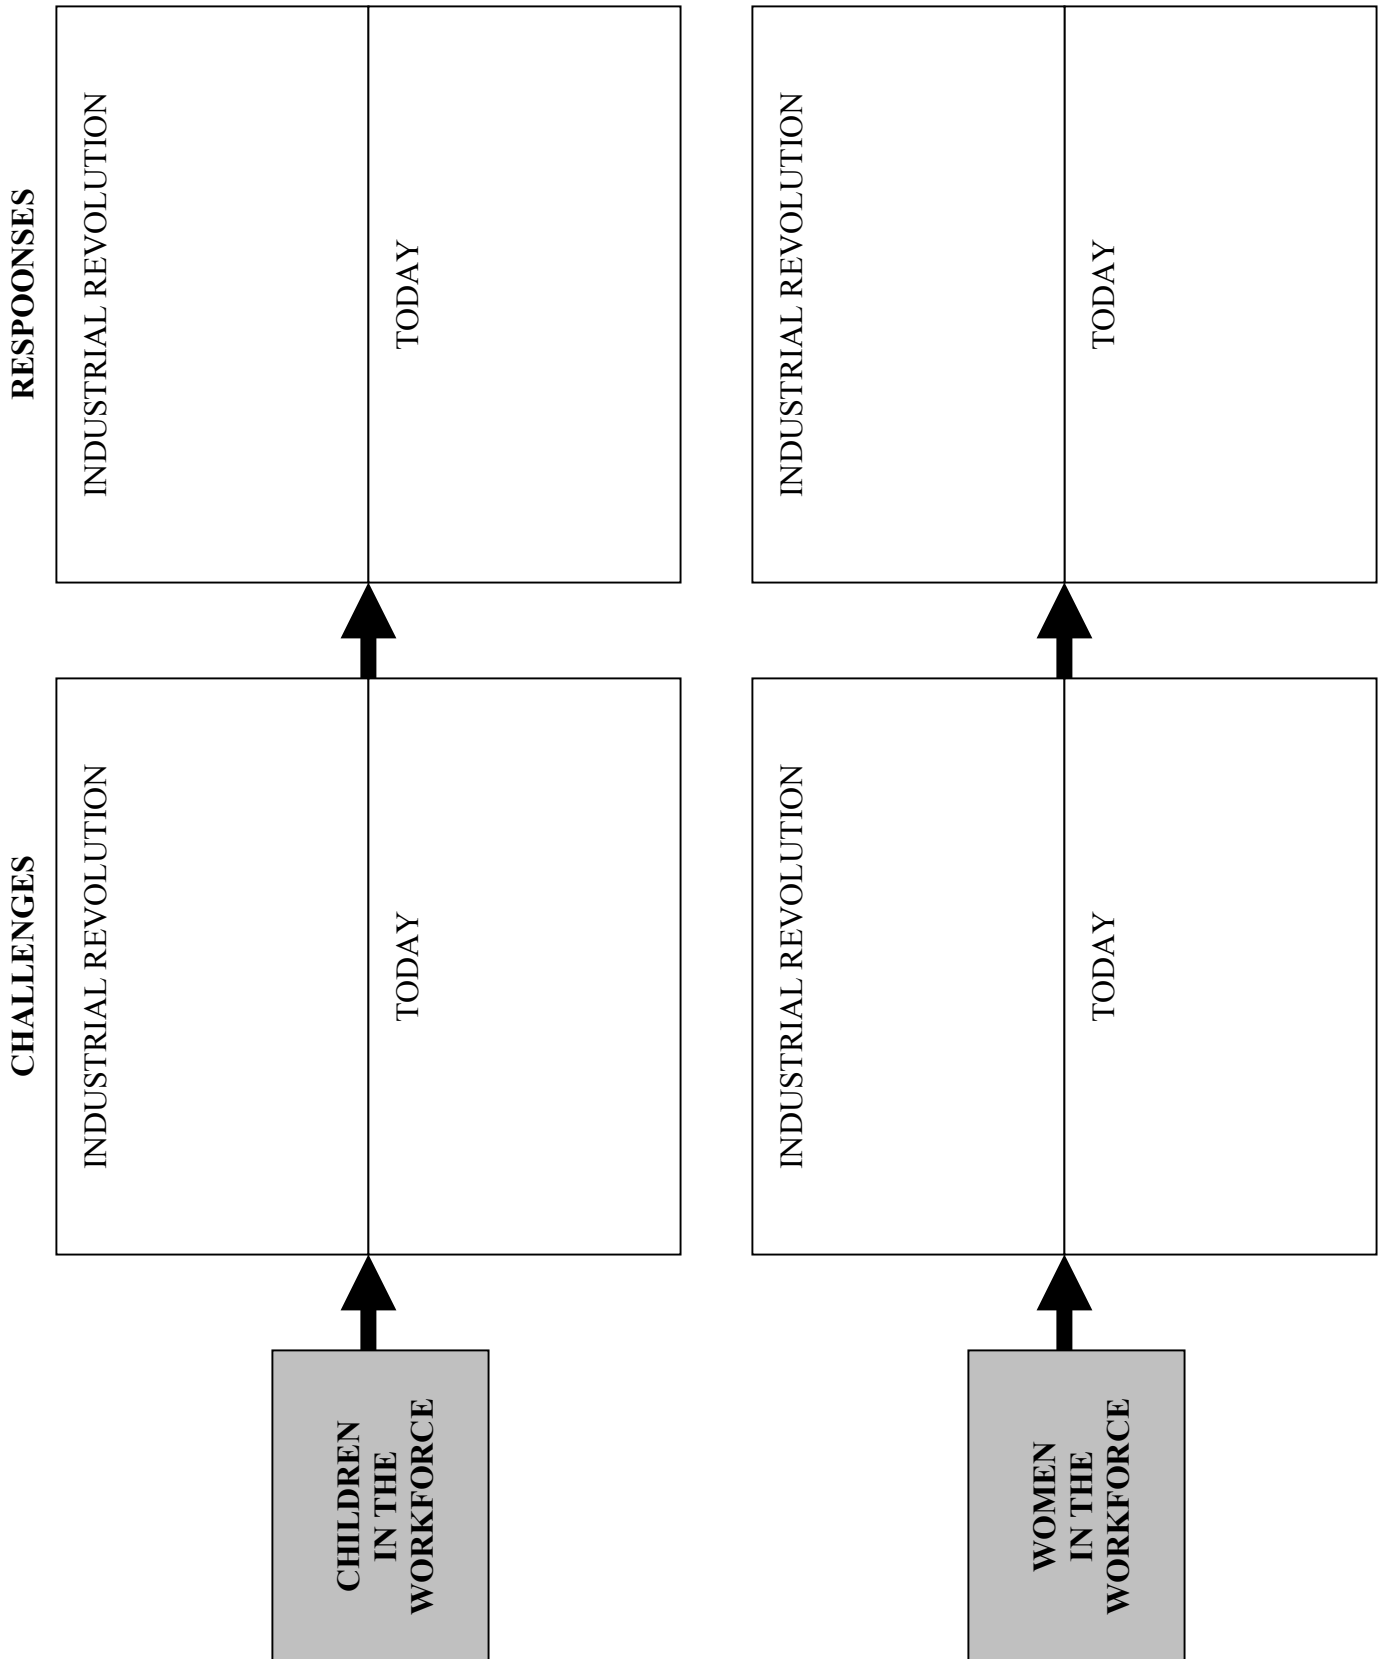 CHALLENGES
RESPOONSES
CHILDREN
IN THE
WORKFORCE
INDUSTRIAL REVOLUTION
TODAY
INDUSTRIAL REVOLUTION
TODAY
WOMEN
IN THE
WORKFORCE
INDUSTRIAL REVOLUTION
TODAY
INDUSTRIAL REVOLUTION
TODAY